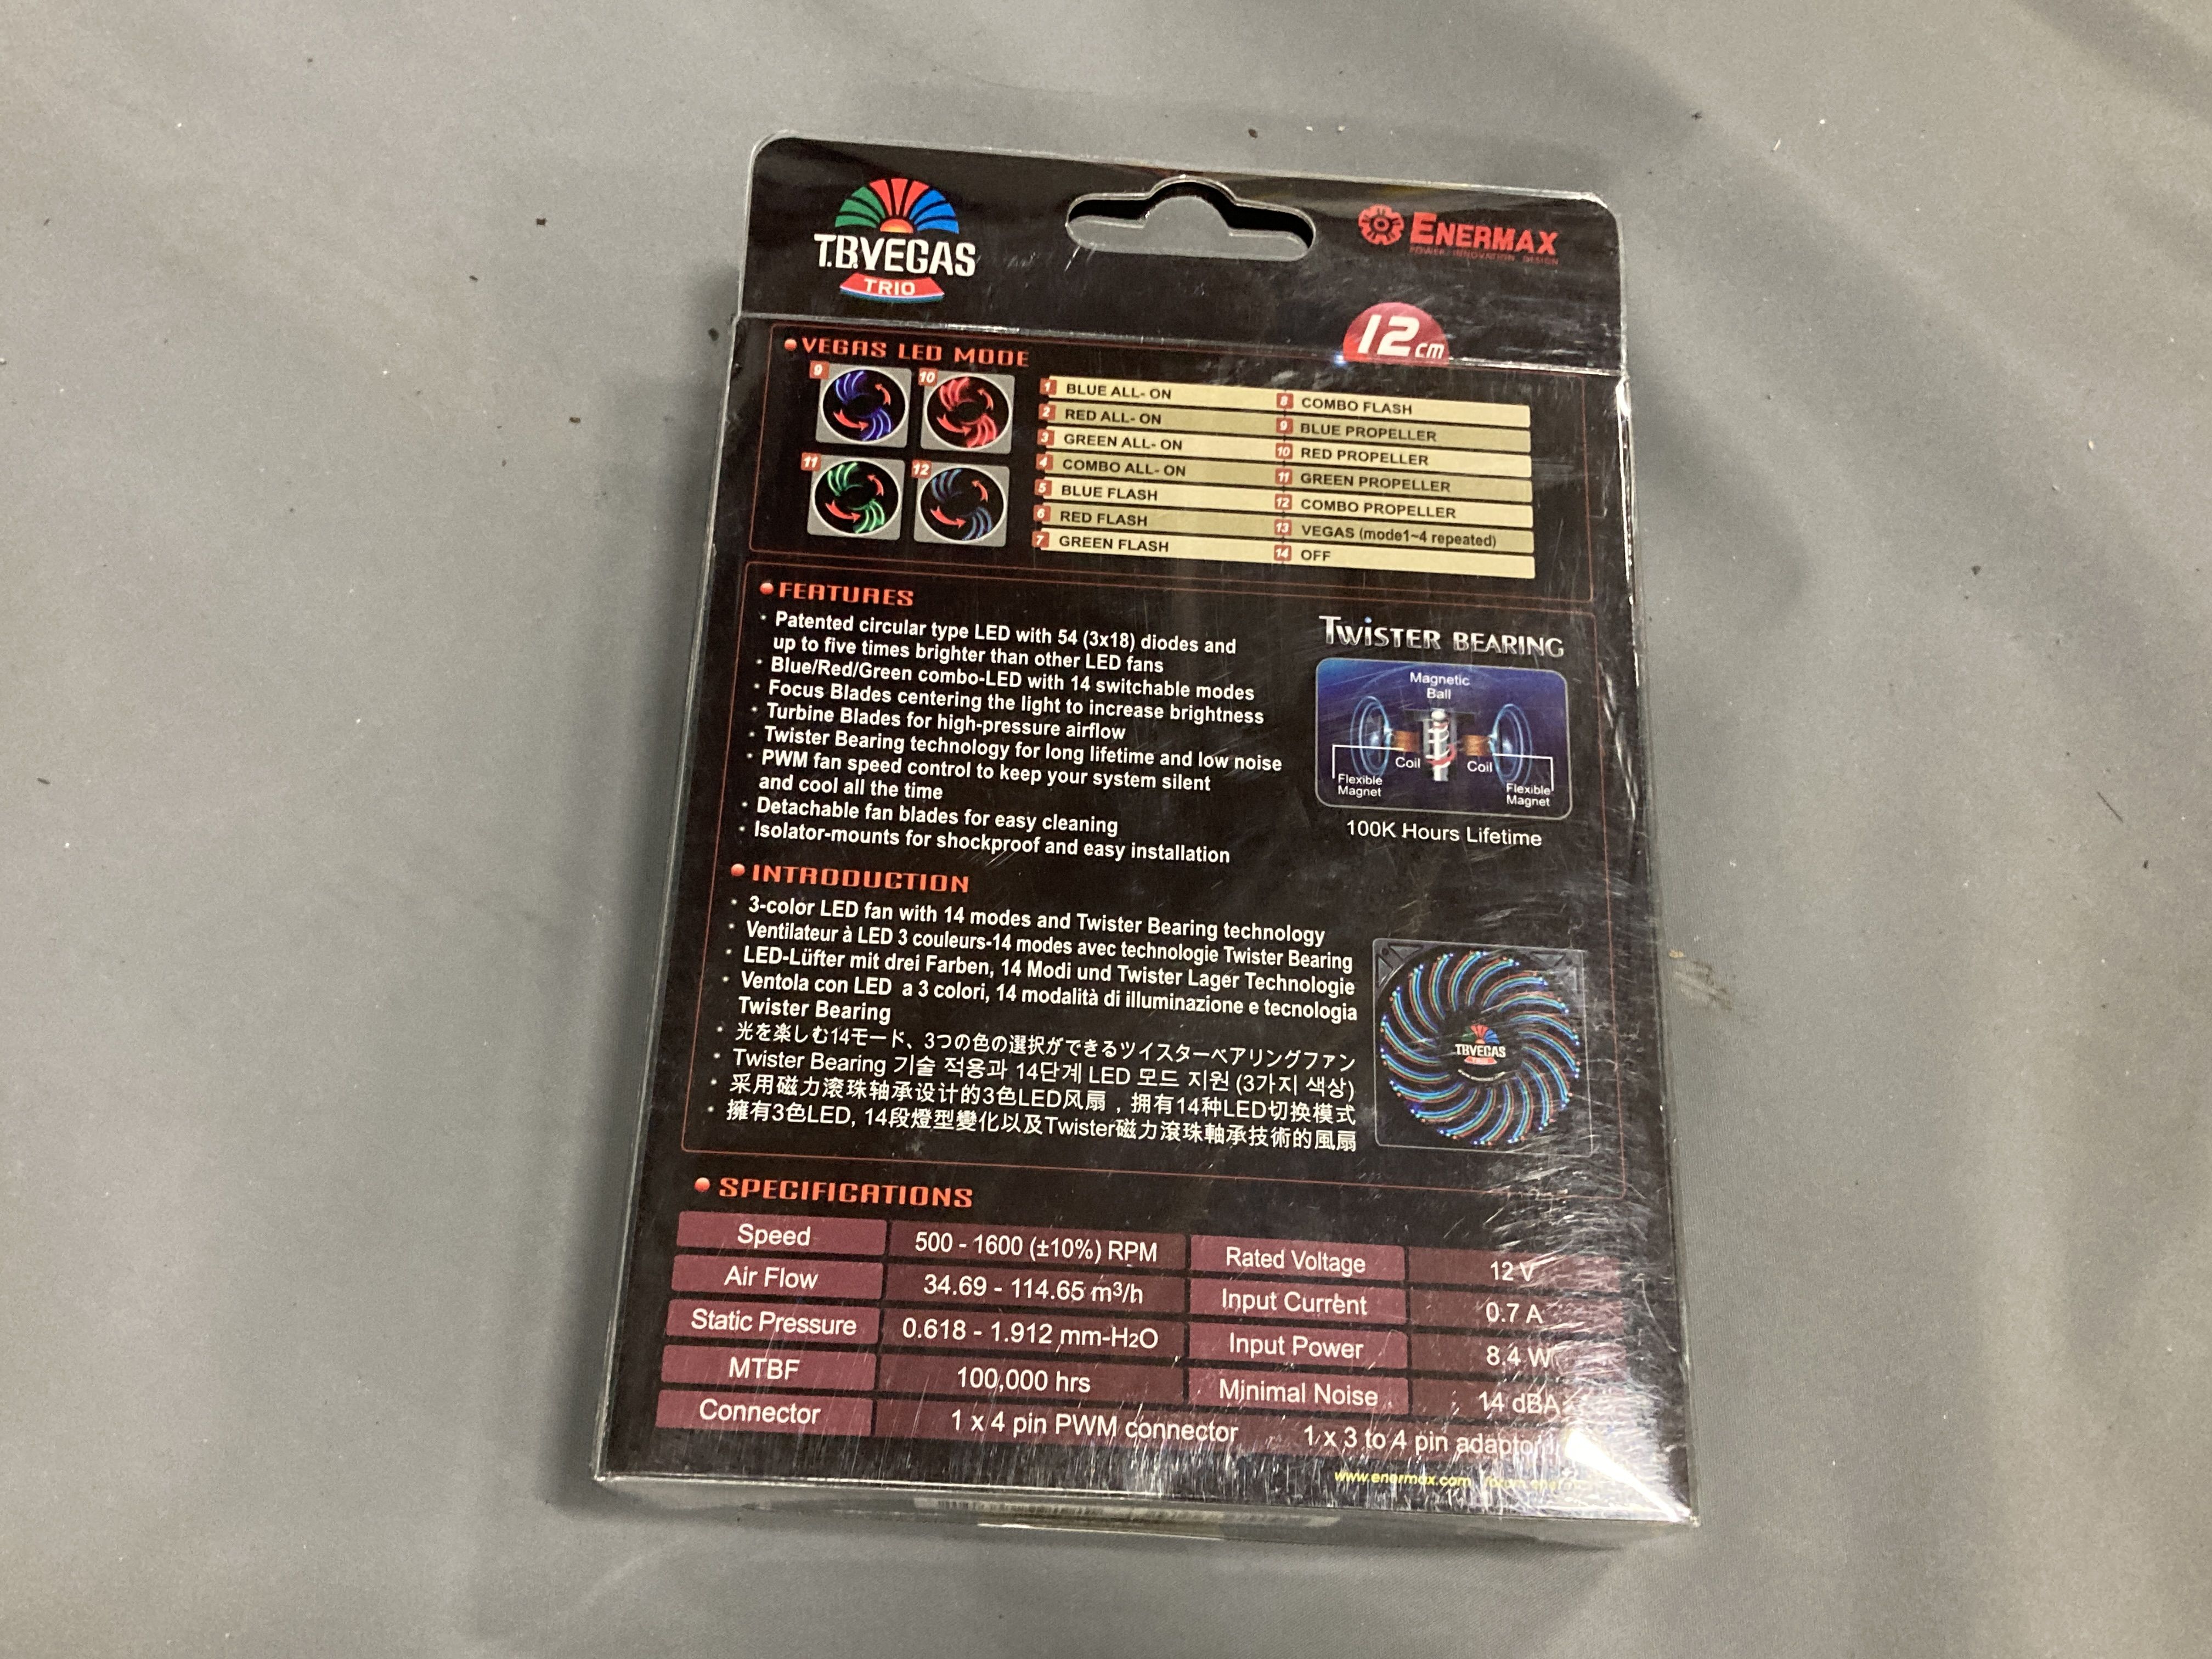 T.B.VEGAS
TRIO
ENERMAX
POWER INNOVATION DESIGN
12cm
VEGAS LED MODE
9
10
11
12
1 BLUE ALL- ON
2 RED ALL- ON
3 GREEN ALL- ON
4 COMBO ALL- ON
5 BLUE FLASH
6 RED FLASH
7 GREEN FLASH
8 COMBO FLASH
9 BLUE PROPELLER
10 RED PROPELLER
11 GREEN PROPELLER
12 COMBO PROPELLER
13 VEGAS (mode1~4 repeated)
14 OFF
FEATURES
· Patented circular type LED with 54 (3x18) diodes and
up to five times brighter than other LED fans
· Blue/Red/Green combo-LED with 14 switchable modes
· Focus Blades centering the light to increase brightness
· Turbine Blades for high-pressure airflow
· Twister Bearing technology for long lifetime and low noise
· PWM fan speed control to keep your system silent
and cool all the time
· Detachable fan blades for easy cleaning
· Isolator-mounts for shockproof and easy installation
TWISTER BEARING
Magnetic
Ball
Coil
Coil
Flexible
Magnet
Flexible
Magnet
100K Hours Lifetime
INTRODUCTION
· 3-color LED fan with 14 modes and Twister Bearing technology
· Ventilateur à LED 3 couleurs-14 modes avec technologie Twister Bearing
· LED-Lüfter mit drei Farben, 14 Modi und Twister Lager Technologie
· Ventola con LED a 3 colori, 14 modalità di illuminazione e tecnologia
Twister Bearing
· 光を楽しむ14モード、3つの色の選択ができるツイスターベアリングファン
· Twister Bearing 기술 적용과 14단계 LED 모드 지원 (3가지 색상)
· 采用磁力滚珠轴承设计的3色LED风扇，拥有14种LED切换模式
· 擁有3色LED, 14段燈型變化以及Twister磁力滾珠軸承技術的風扇
TBVEGAS
TRIO
SPECIFICATIONS
Speed 500 - 1600 (±10%) RPM Rated Voltage 12 V
Air Flow 34.69 - 114.65 m³/h Input Current 0.7 A
Static Pressure 0.618 - 1.912 mm-H2O Input Power 8.4 W
MTBF 100,000 hrs Minimal Noise 14 dBA
Connector 1 x 4 pin PWM connector 1 x 3 to 4 pin adaptor
www.enermax.com